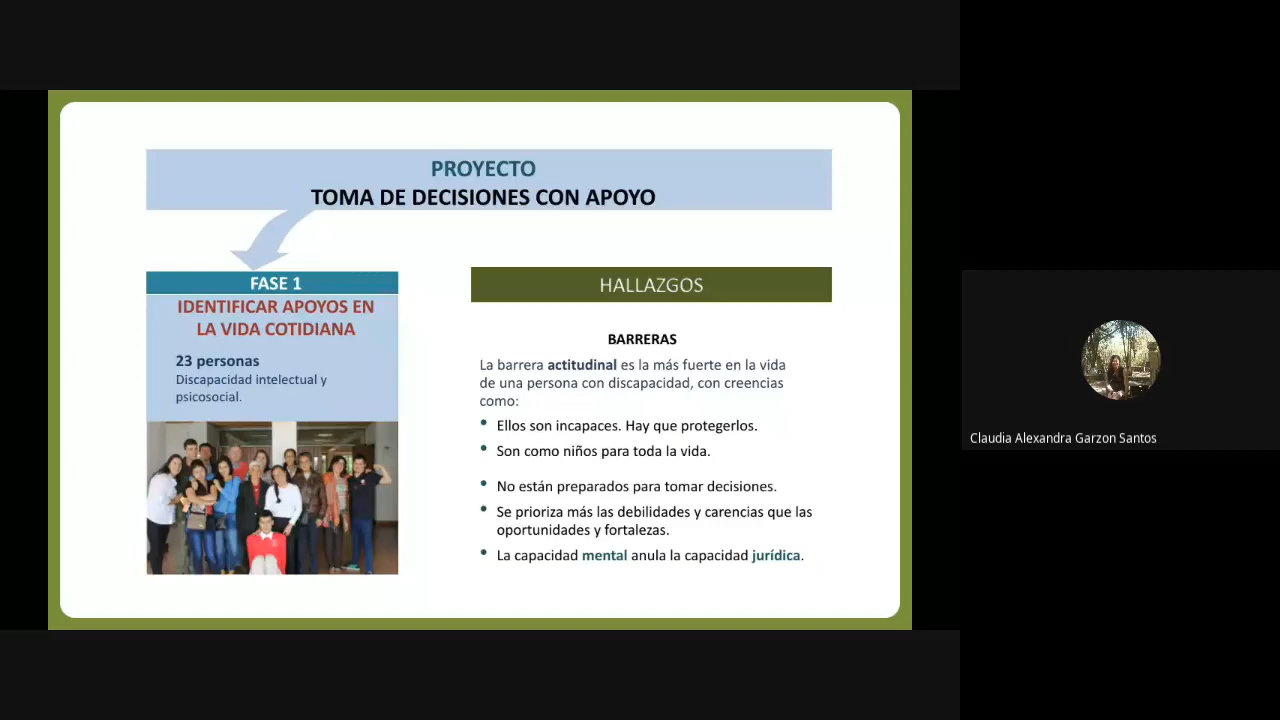 PROYECTO
TOMA DE DECISIONES CON APOYO
FASE 1
IDENTIFICAR APOYOS EN
LA VIDA COTIDIANA
23 personas
Discapacidad intelectual y
psicosocial.
HALLAZGOS
BARRERAS
La barrera actitudinal es la más fuerte en la vida
de una persona con discapacidad, con creencias
como:
• Ellos son incapaces. Hay que protegerlos.
• Son como niños para toda la vida.
• No están preparados para tomar decisiones.
• Se prioriza más las debilidades y carencias que las
oportunidades y fortalezas.
• La capacidad mental anula la capacidad jurídica.
Claudia Alexandra Garzon Santos